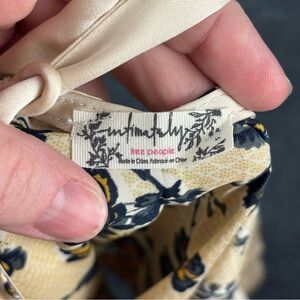 intimately
free people
Made in China, Fabriqué en Chine